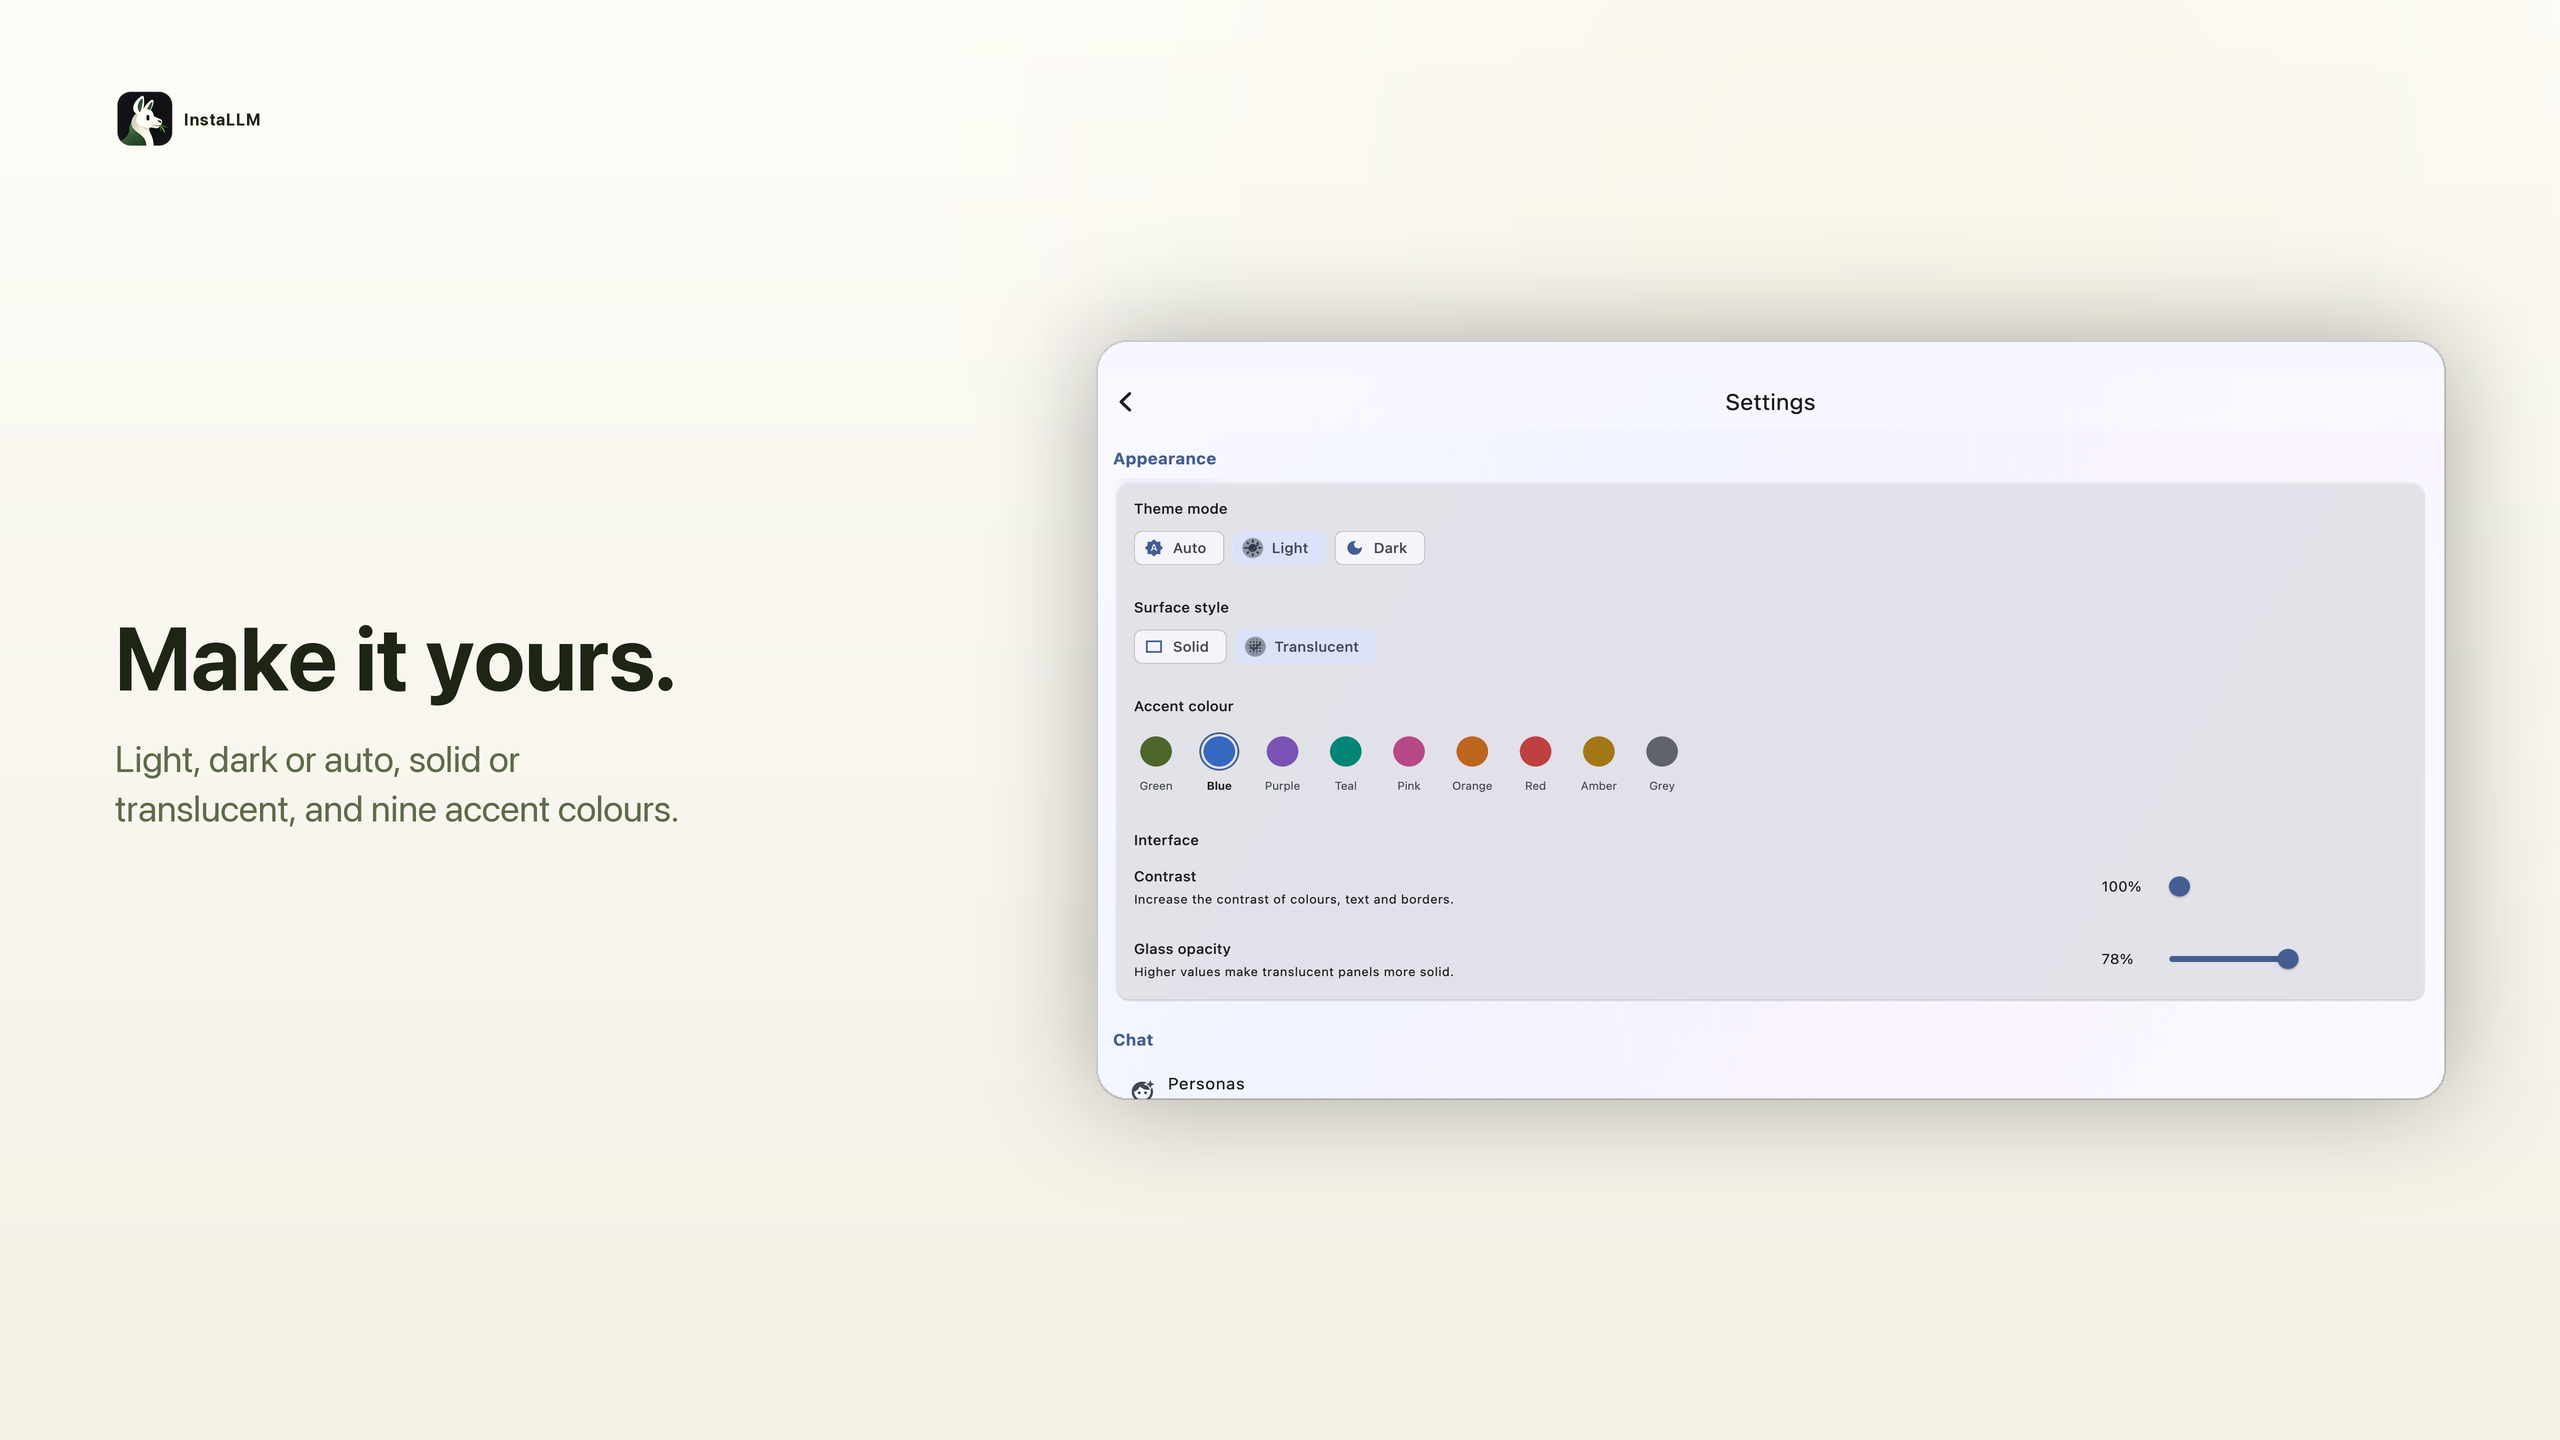 InstaLLM
Make it yours.
Light, dark or auto, solid or
translucent, and nine accent colours.
Settings
Appearance
Theme mode
Auto Light Dark
Surface style
Solid Translucent
Accent colour
Green Blue Purple Teal Pink Orange Red Amber Grey
Interface
Contrast
Increase the contrast of colours, text and borders.
100%
Glass opacity
Higher values make translucent panels more solid.
78%
Chat
Personas